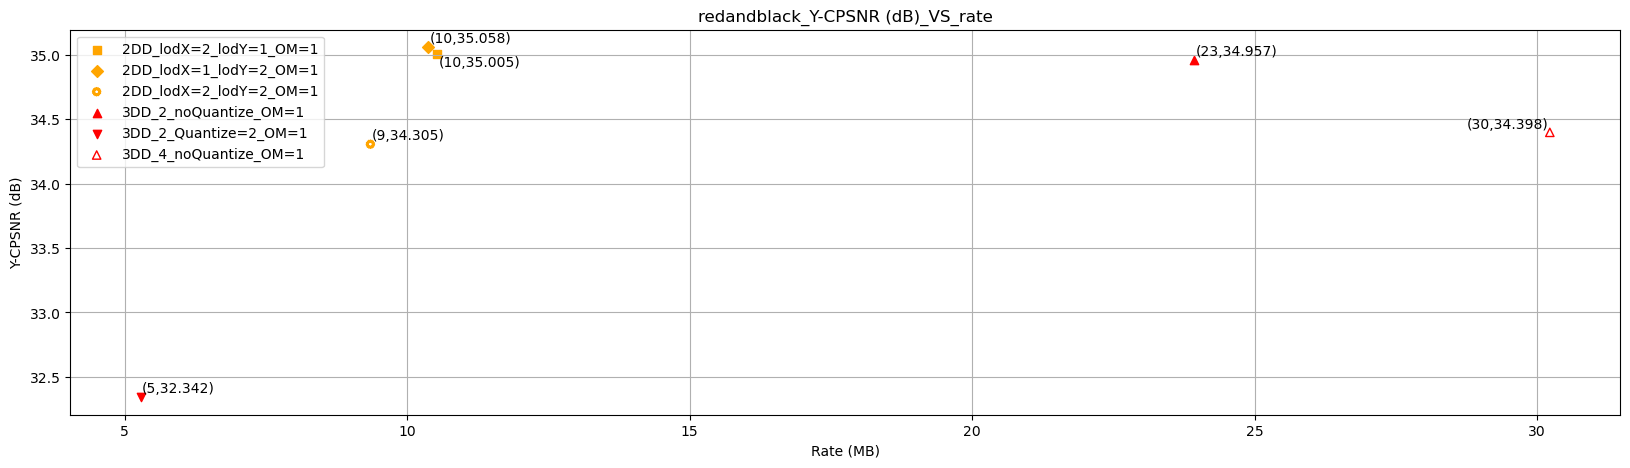 redandblack_Y-CPSNR (dB)_VS_rate
2DD_lodX=2_lodY=1_OM=1
2DD_lodX=1_lodY=2_OM=1
2DD_lodX=2_lodY=2_OM=1
3DD_2_noQuantize_OM=1
3DD_2_Quantize=2_OM=1
3DD_4_noQuantize_OM=1
(10,35.058)
(10,35.005)
(23,34.957)
(30,34.398)
(9,34.305)
(5,32.342)
Y-CPSNR (dB)
35.0
34.5
34.0
33.5
33.0
32.5
5
10
15
20
25
30
Rate (MB)